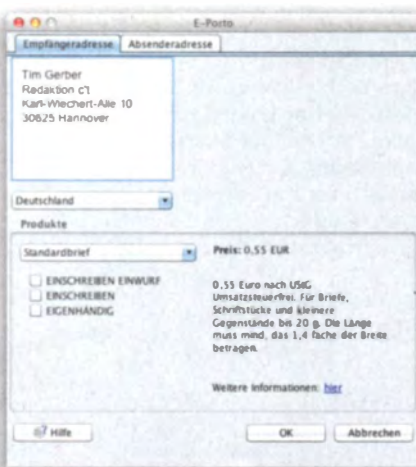 E-Porto
Empfängeradresse Absenderadresse
Tim Gerber
Redaktion c't
Karl-Wiechert-Alle 10
30625 Hannover
Deutschland
Produkte
Standardbrief
Preis: 0,55 EUR
EINSCHREIBEN EINWURF
EINSCHREIBEN
EIGENHÄNDIG
0,55 Euro nach UStG
Umsatzsteuerfrei. Für Briefe,
Schriftstücke und kleinere
Gegenstände bis 20 g. Die Länge
muss mind. das 1,4 fache der Breite
betragen.
Weitere Informationen: hier
Hilfe OK Abbrechen